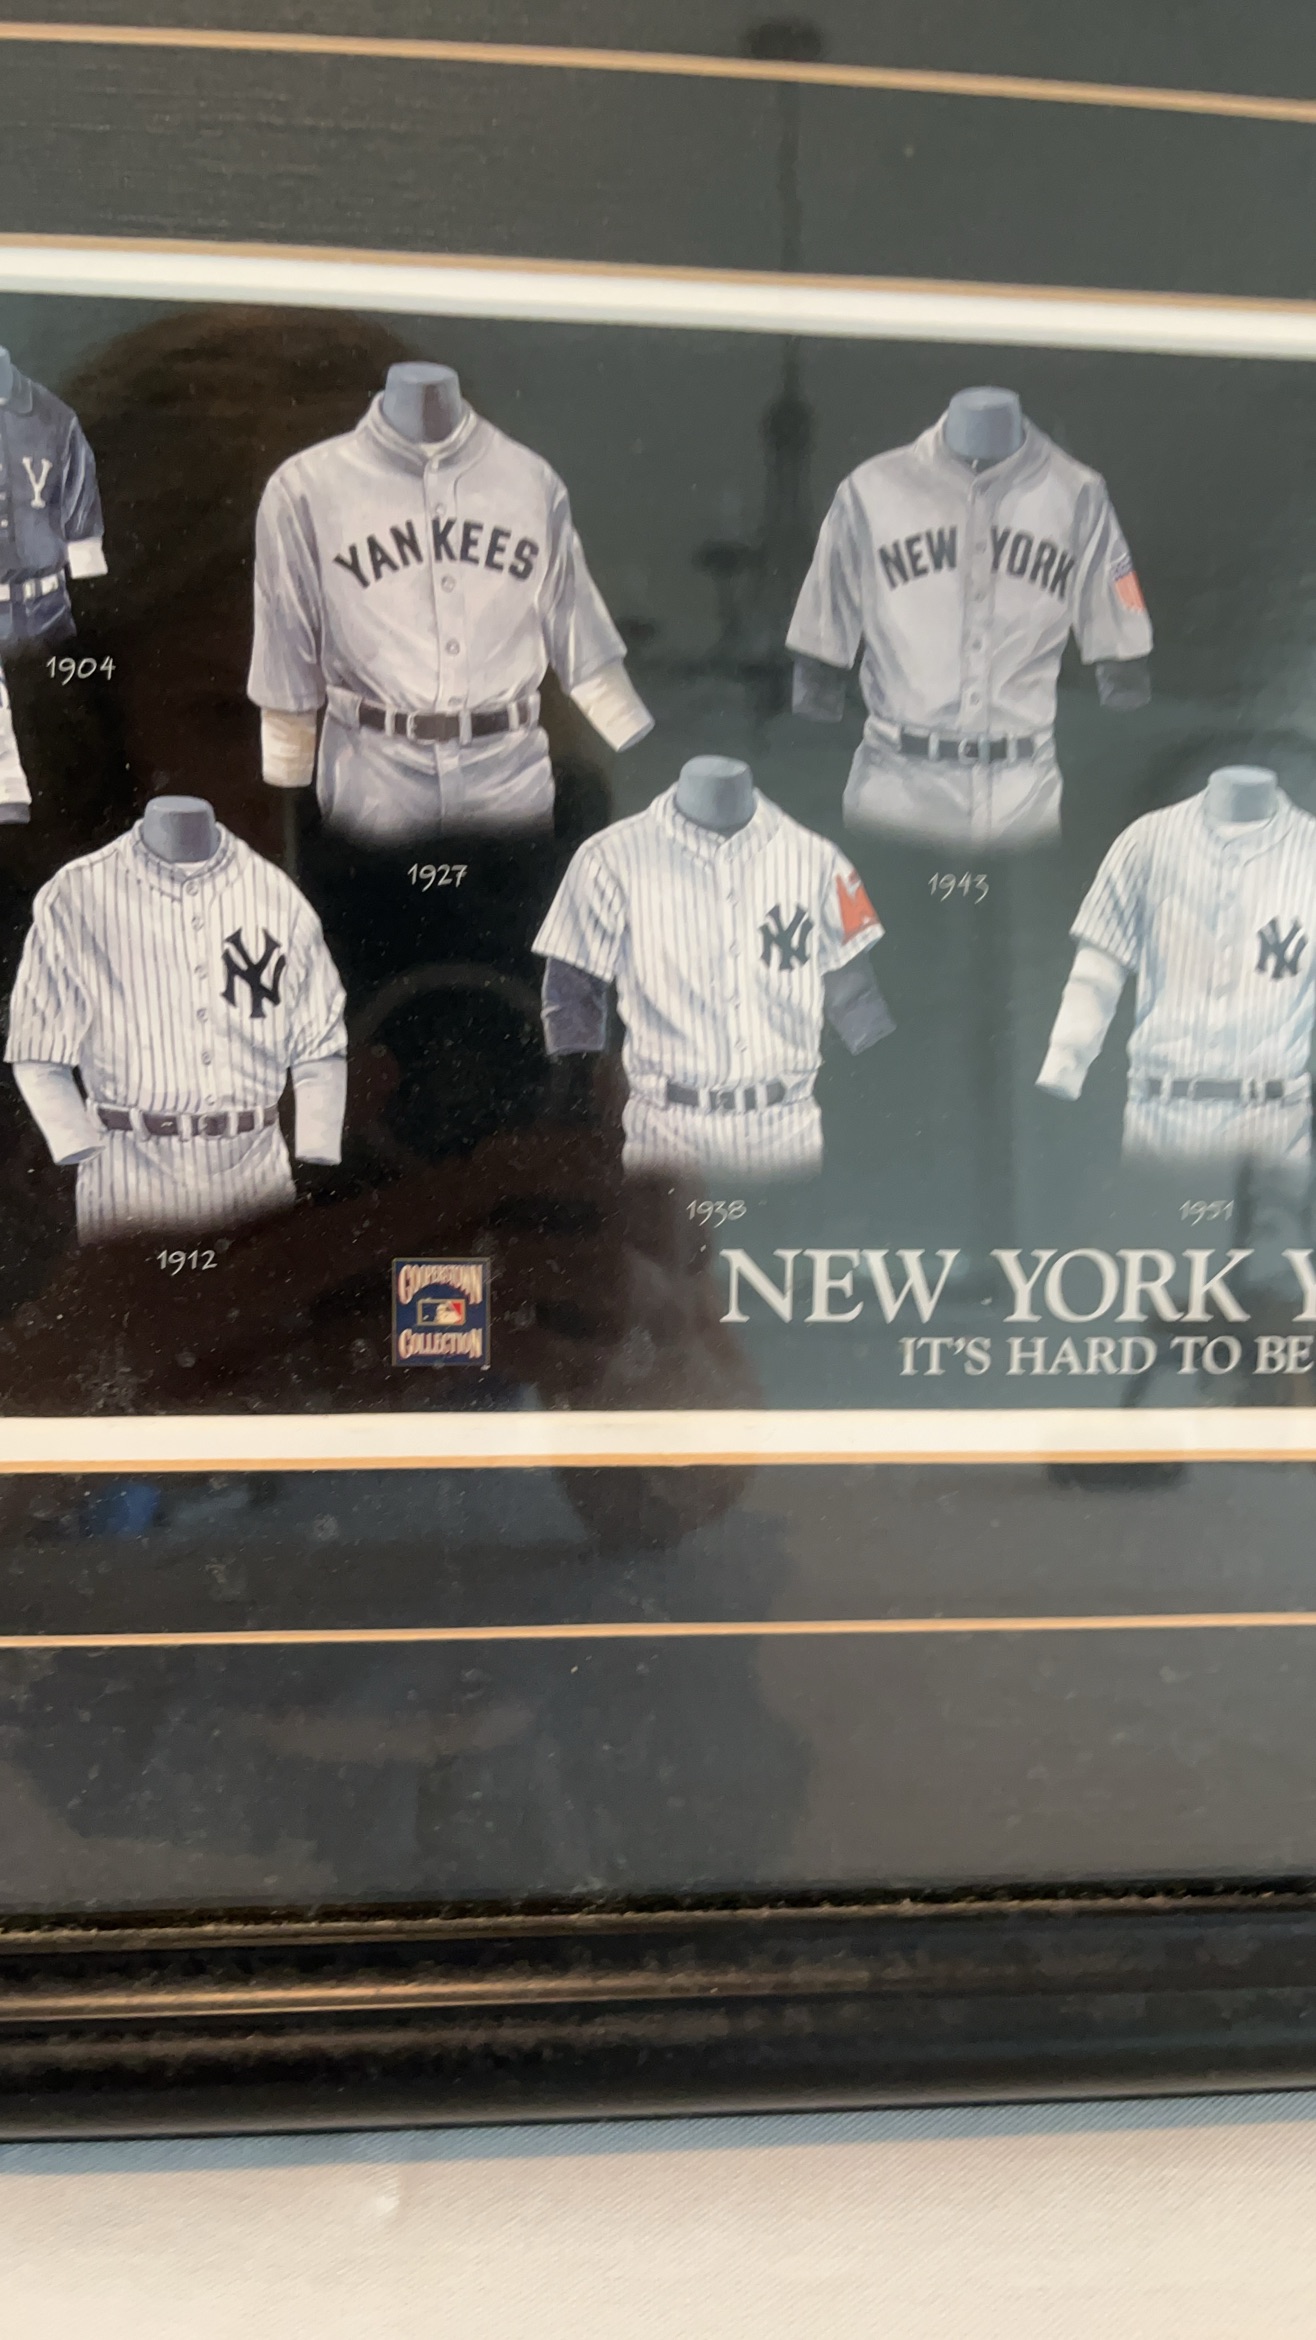 Y
1904
YANKEES
1927
NEW YORK
1943
NY
1912
NY
1938
NY
1951
COOPERSTOWN
COLLECTION
NEW YORK Y
IT'S HARD TO BE